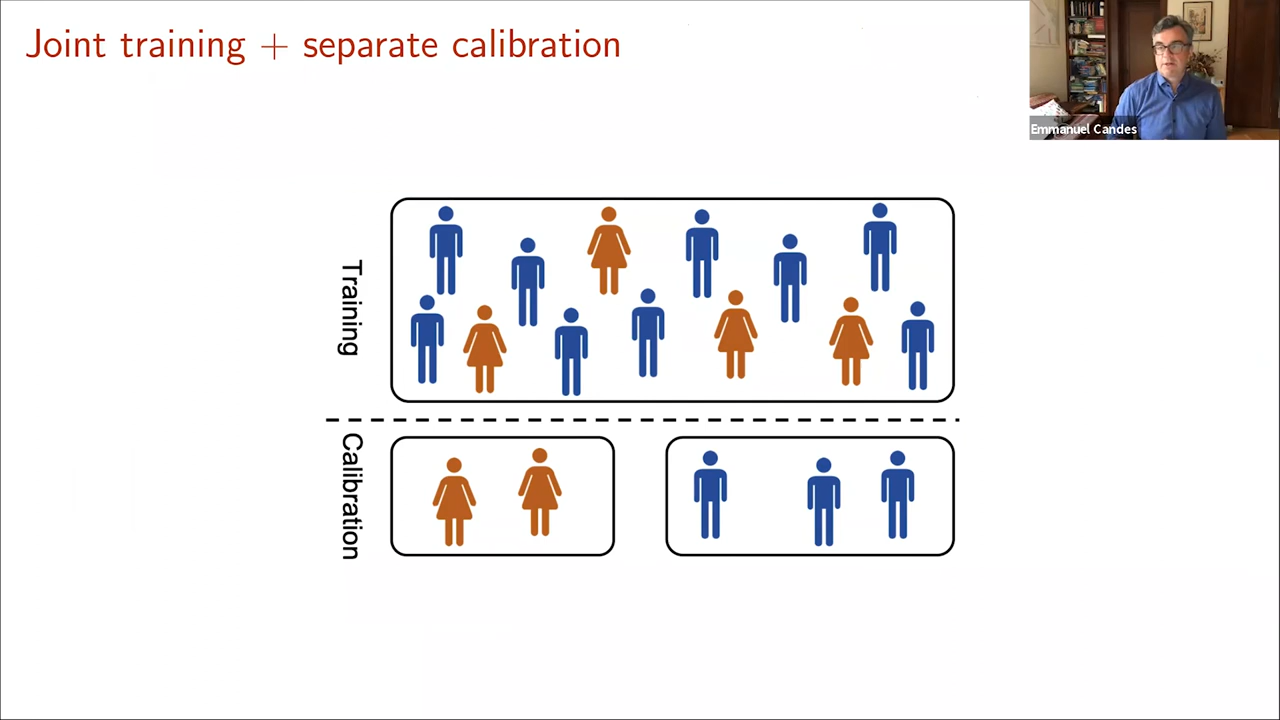 Joint training + separate calibration
Emmanuel Candes
Training
Calibration